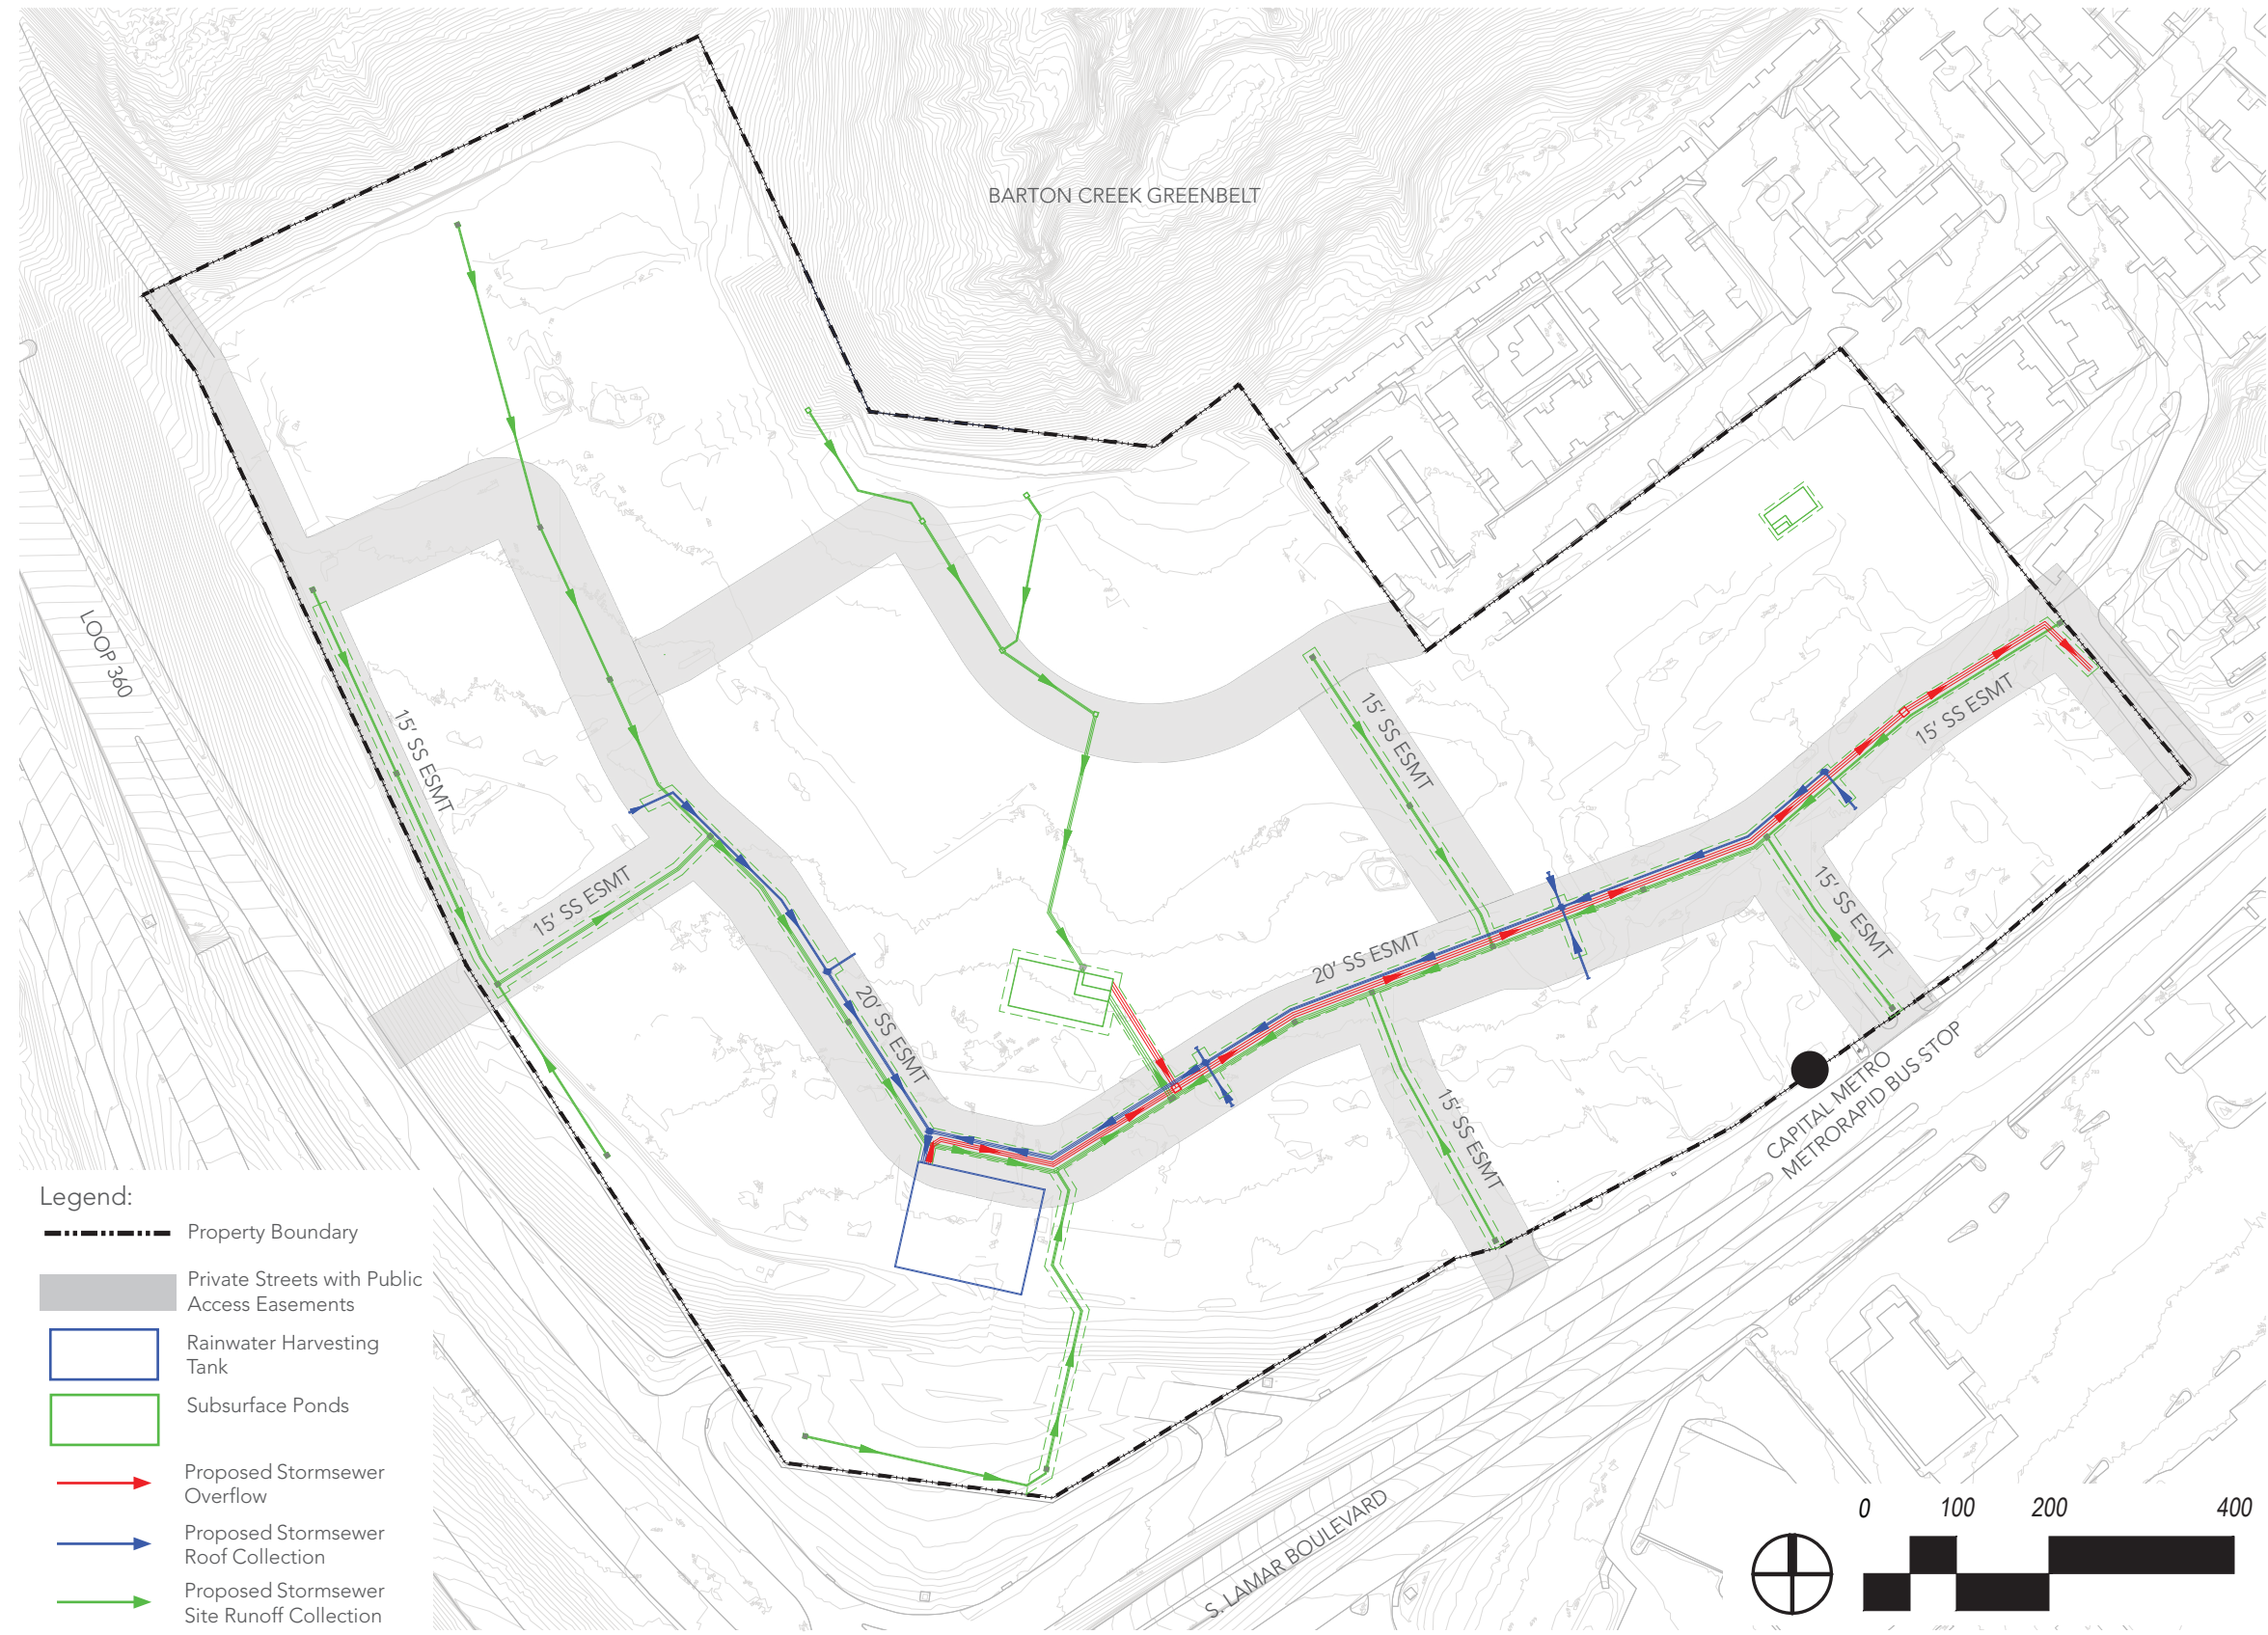 BARTON CREEK GREENBELT
LOOP 360
15' SS ESMT
15' SS ESMT
20' SS ESMT
15' SS ESMT
20' SS ESMT
15' SS ESMT
15' SS ESMT
15' SS ESMT
CAPITAL METRO
METRORAPID BUS STOP
S. LAMAR BOULEVARD
Legend:
Property Boundary
Private Streets with Public
Access Easements
Rainwater Harvesting
Tank
Subsurface Ponds
Proposed Stormsewer
Overflow
Proposed Stormsewer
Roof Collection
Proposed Stormsewer
Site Runoff Collection
0 100 200 400